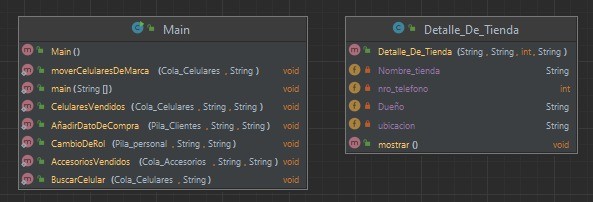 Main
Main ()
moverCelularesDeMarca (Cola_Celulares , String ) void
main (String []) void
CelularesVendidos (Cola_Celulares , String , String ) void
AñadirDatoDeCompra (Pila_Clientes , String , String ) void
CambioDeRol (Pila_personal , String , String ) void
AccesoriosVendidos (Cola_Accesorios , String , String ) void
BuscarCelular (Cola_Celulares , String ) void
Detalle_De_Tienda
Detalle_De_Tienda (String , String , int , String ) 
Nombre_tienda String
nro_telefono int
Dueño String
ubicacion String
mostrar () void